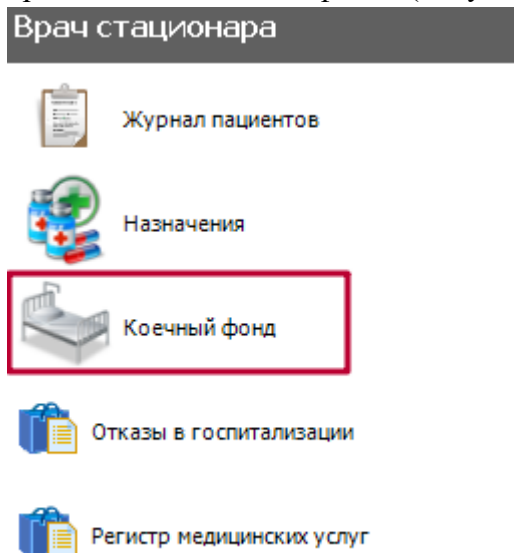 Врач стационара
Журнал пациентов
Назначения
Коечный фонд
Отказы в госпитализации
Регистр медицинских услуг